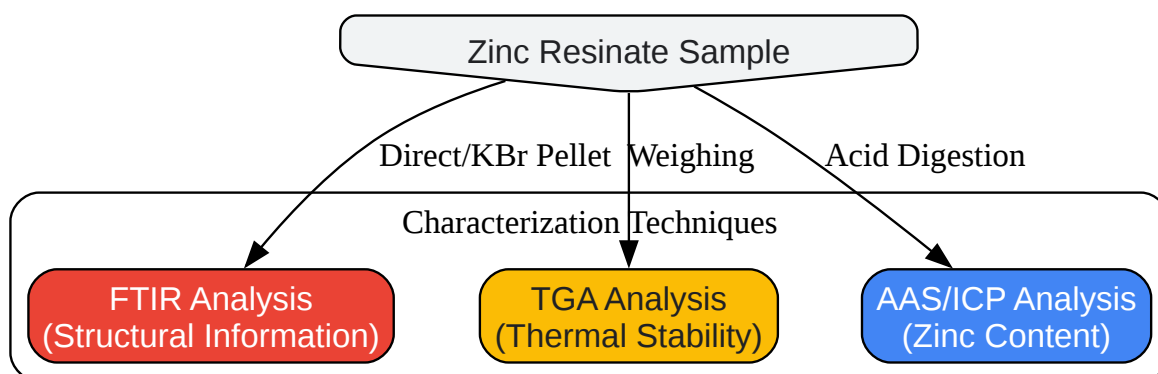 Zinc Resinate Sample
Direct/KBr Pellet
Weighing
Acid Digestion
Characterization Techniques
FTIR Analysis
(Structural Information)
TGA Analysis
(Thermal Stability)
AAS/ICP Analysis
(Zinc Content)